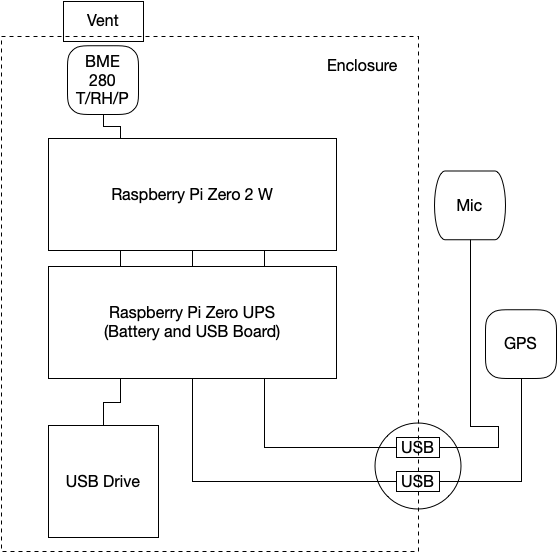 Vent
BME
280
T/RH/P
Enclosure
Raspberry Pi Zero 2 W
Mic
Raspberry Pi Zero UPS
(Battery and USB Board)
GPS
USB
USB
USB Drive